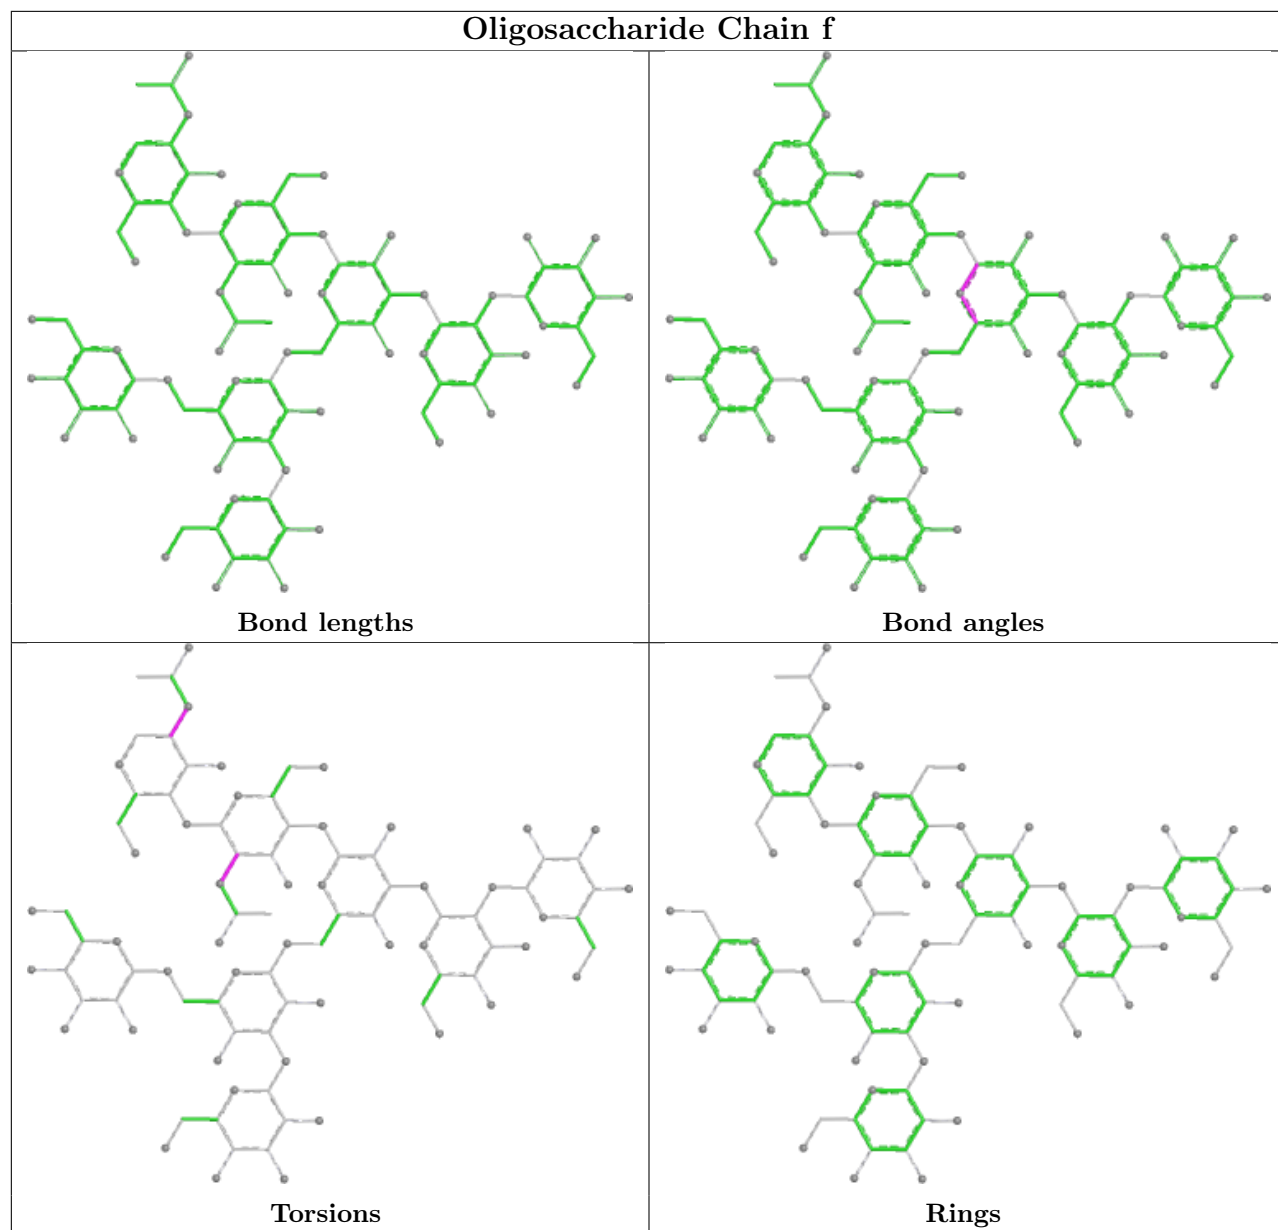 Oligosaccharide Chain f
Bond lengths
Bond angles
Torsions
Rings